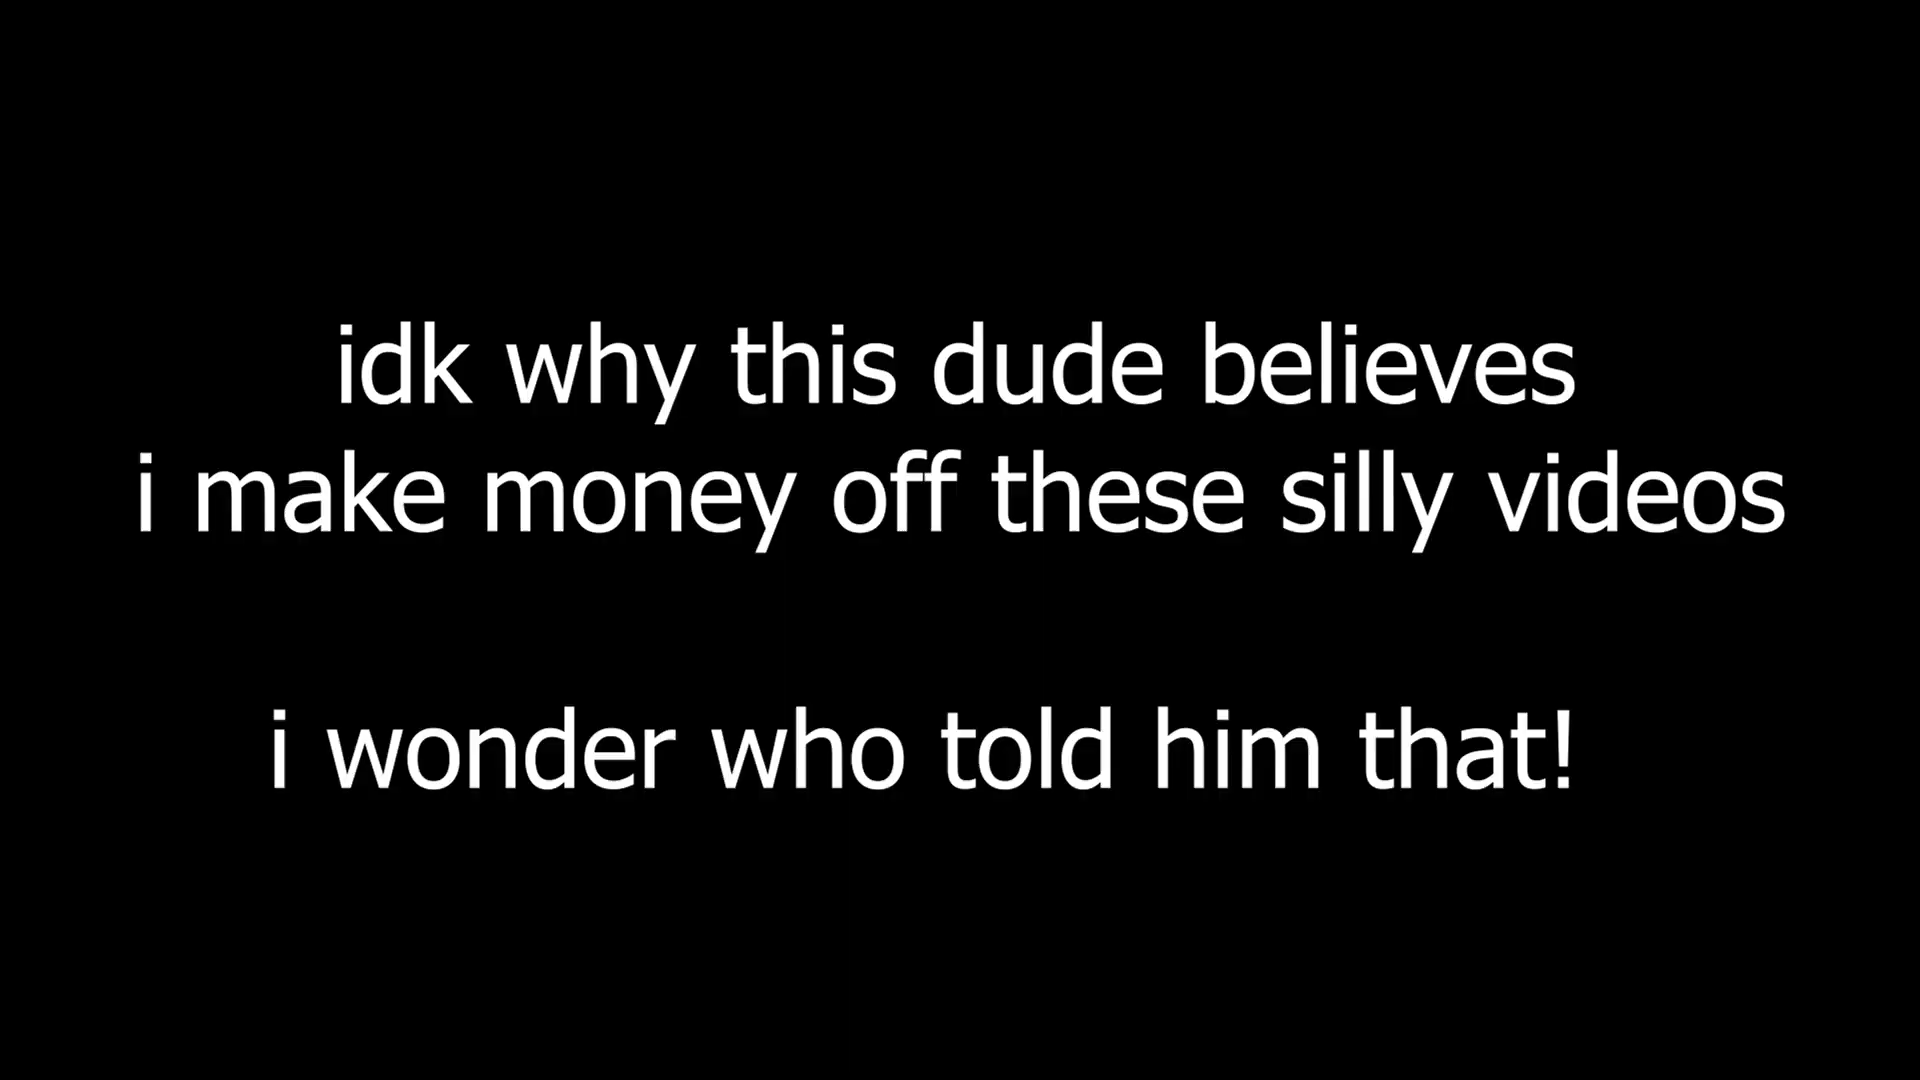 idk why this dude believes
i make money off these silly videos
i wonder who told him that!